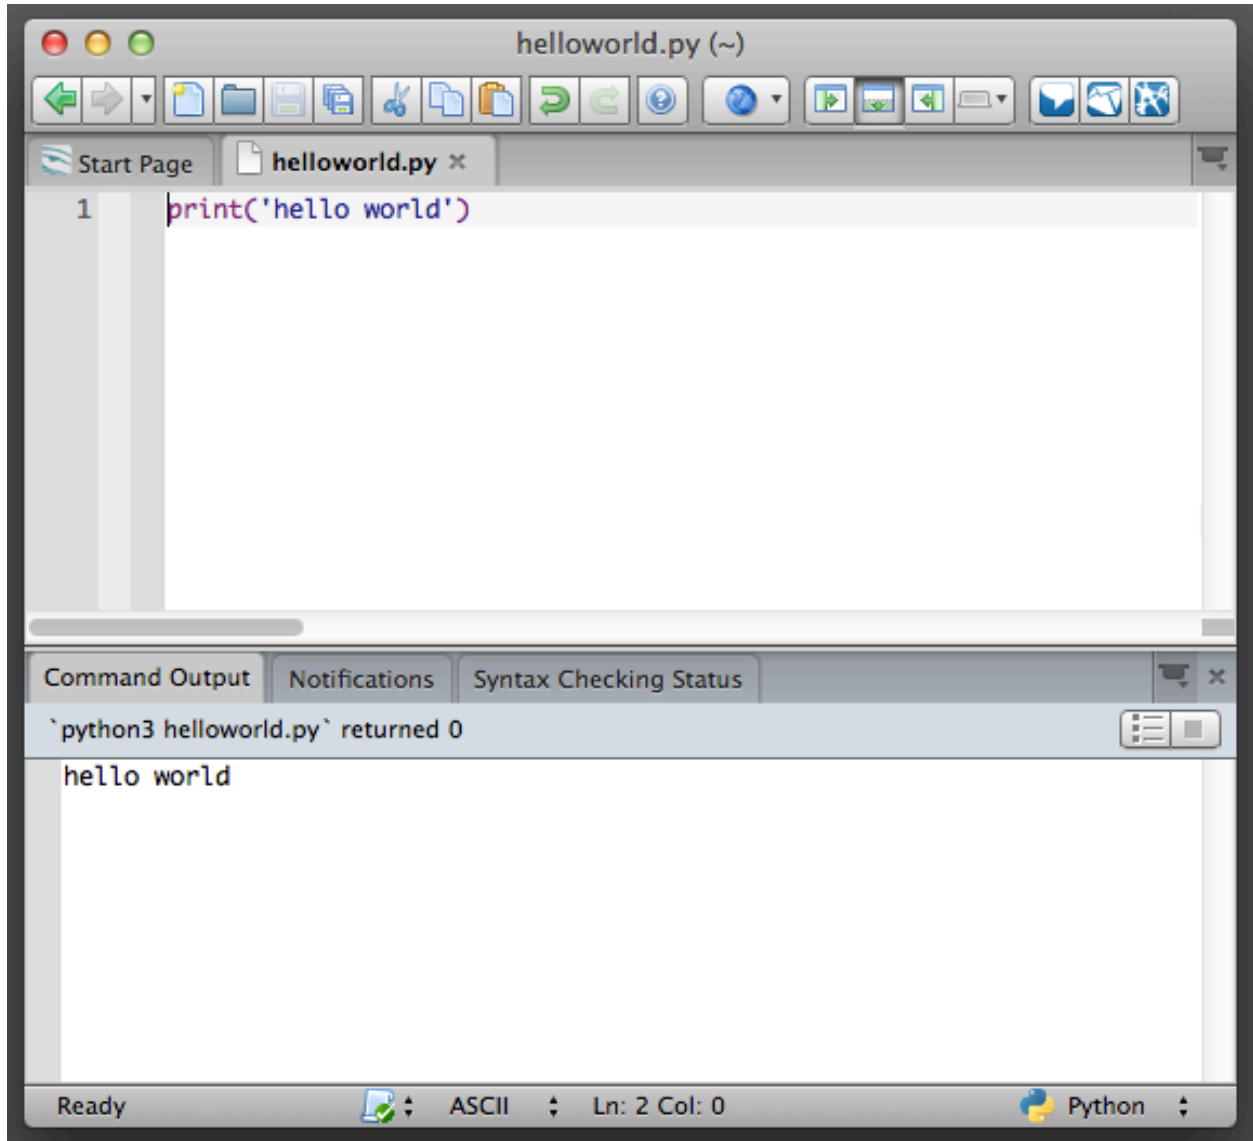 helloworld.py (~)
Start Page helloworld.py
1 print('hello world')
Command Output Notifications Syntax Checking Status
`python3 helloworld.py` returned 0
hello world
Ready ASCII Ln: 2 Col: 0 Python